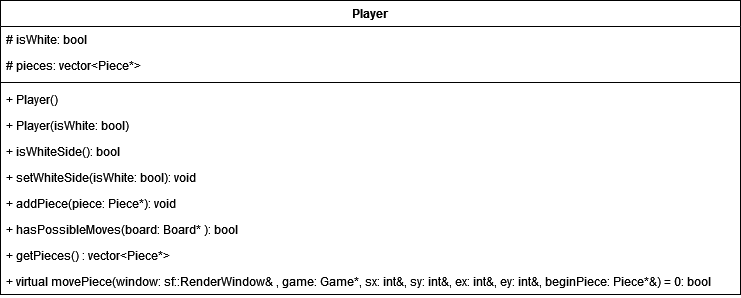 Player
# isWhite: bool
# pieces: vector<Piece*>
+ Player()
+ Player(isWhite: bool)
+ isWhiteSide(): bool
+ setWhiteSide(isWhite: bool): void
+ addPiece(piece: Piece*): void
+ hasPossibleMoves(board: Board* ): bool
+ getPieces() : vector<Piece*>
+ virtual movePiece(window: sf::RenderWindow& , game: Game*, sx: int&, sy: int&, ex: int&, ey: int&, beginPiece: Piece*&) = 0: bool